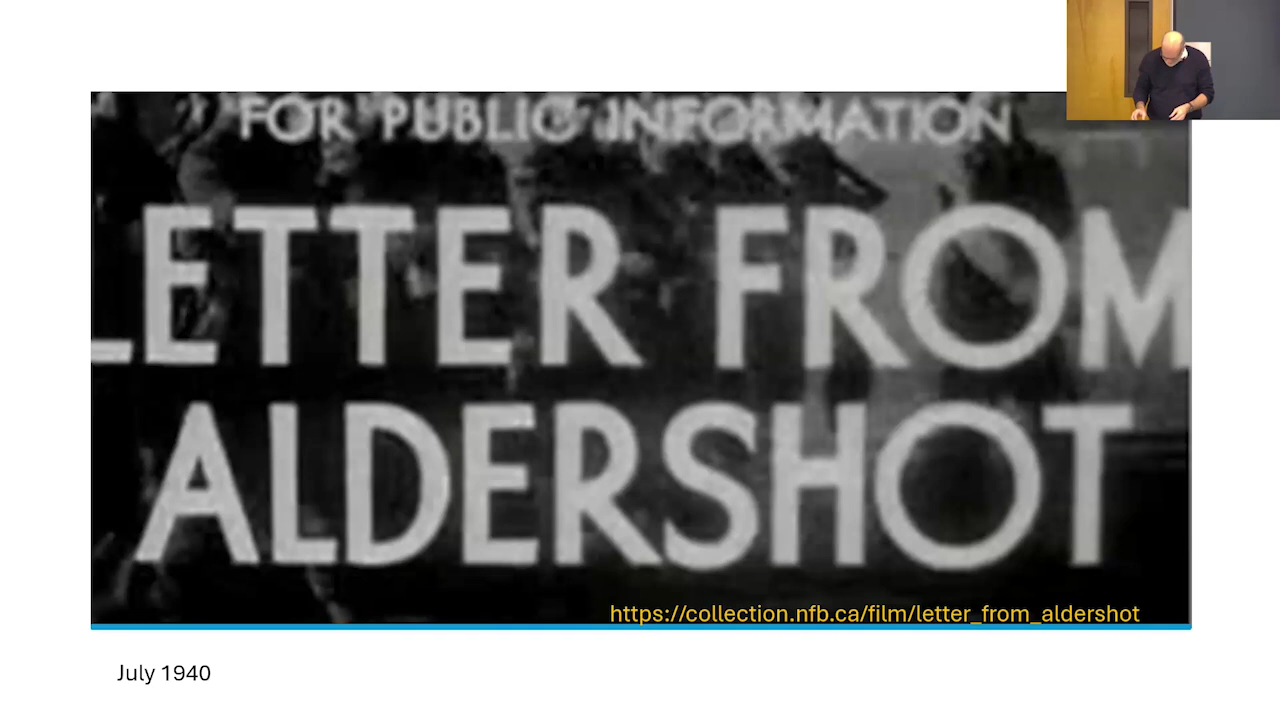 FOR PUBLIC INFORMATION
LETTER FROM
ALDERSHOT
https://collection.nfb.ca/film/letter_from_aldershot
July 1940